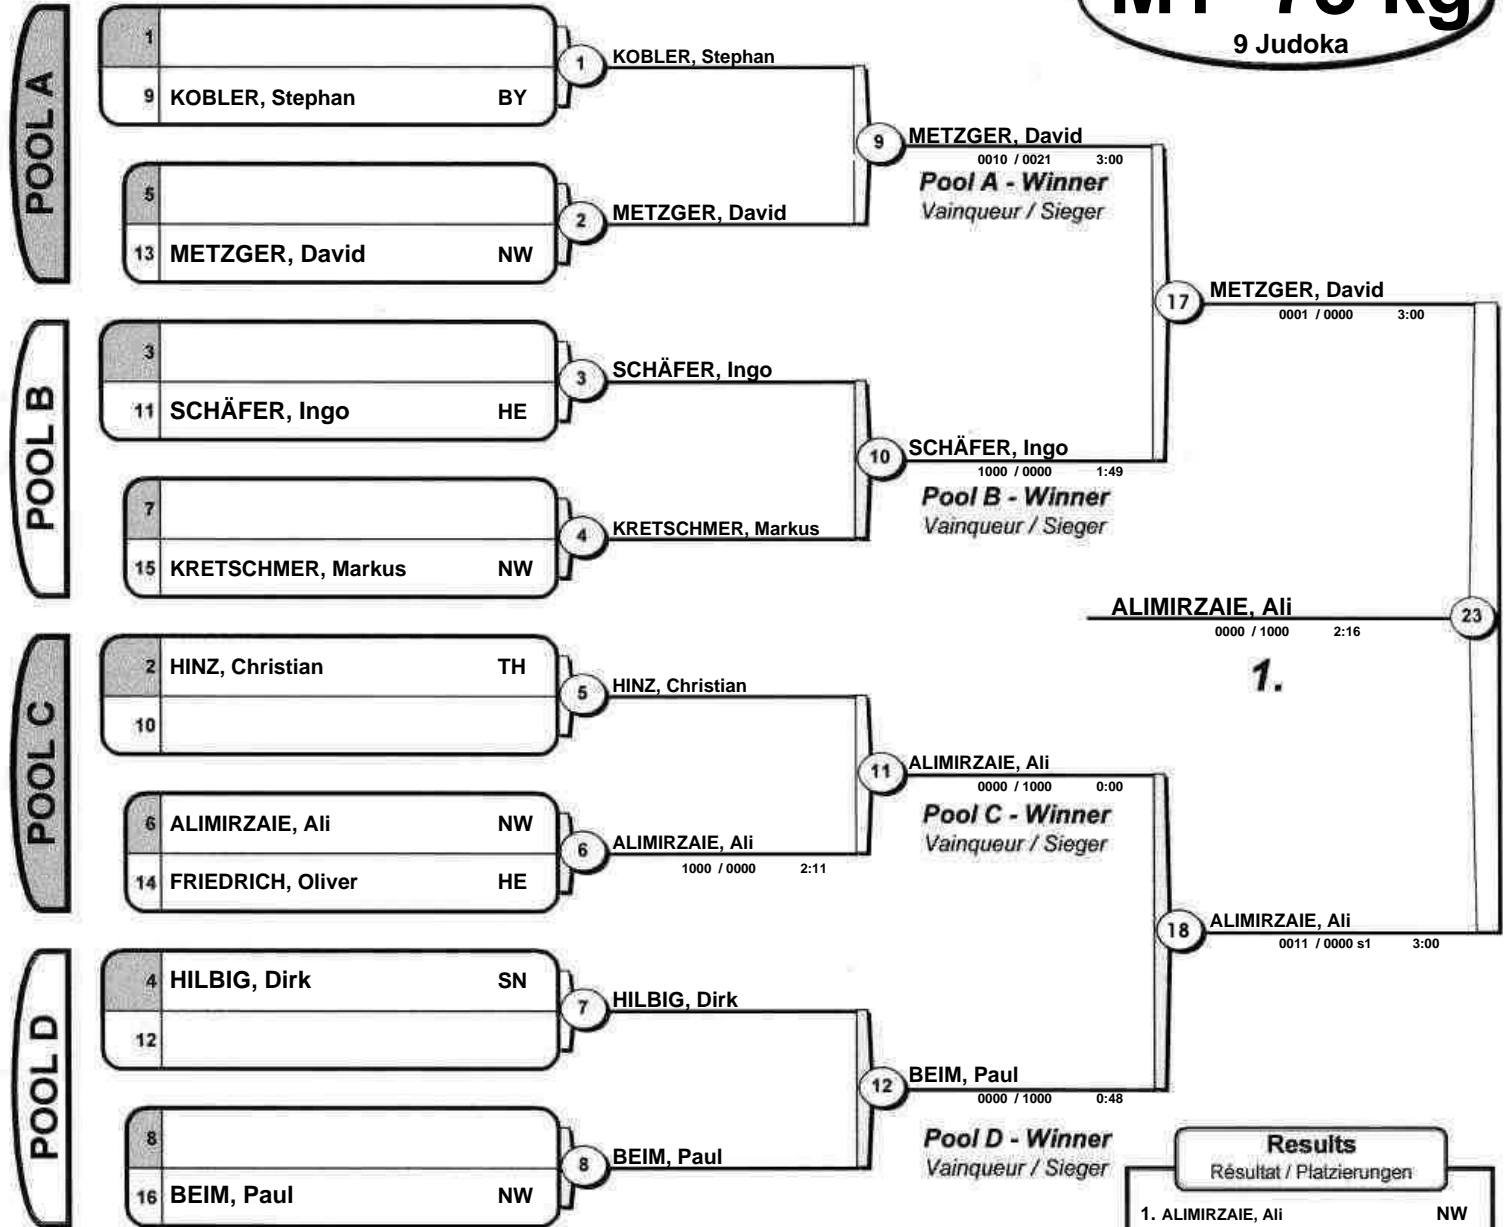 M1 -73 kg
9 Judoka
POOL A
1
9 KOBLER, Stephan BY
1 KOBLER, Stephan
5
13 METZGER, David NW
2 METZGER, David
9 METZGER, David
0010 / 0021 3:00
Pool A - Winner
Vainqueur / Sieger
POOL B
3
11 SCHÄFER, Ingo HE
3 SCHÄFER, Ingo
7
15 KRETSCHMER, Markus NW
4 KRETSCHMER, Markus
10 SCHÄFER, Ingo
1000 / 0000 1:49
Pool B - Winner
Vainqueur / Sieger
17 METZGER, David
0001 / 0000 3:00
POOL C
2 HINZ, Christian TH
10
5 HINZ, Christian
6 ALIMIRZAIE, Ali NW
14 FRIEDRICH, Oliver HE
6 ALIMIRZAIE, Ali
1000 / 0000 2:11
11 ALIMIRZAIE, Ali
0000 / 1000 0:00
Pool C - Winner
Vainqueur / Sieger
POOL D
4 HILBIG, Dirk SN
12
7 HILBIG, Dirk
8
16 BEIM, Paul NW
8 BEIM, Paul
12 BEIM, Paul
0000 / 1000 0:48
Pool D - Winner
Vainqueur / Sieger
18 ALIMIRZAIE, Ali
0011 / 0000 s1 3:00
ALIMIRZAIE, Ali 23
0000 / 1000 2:16
1.
Results
Résultat / Platzierungen
1. ALIMIRZAIE, Ali NW